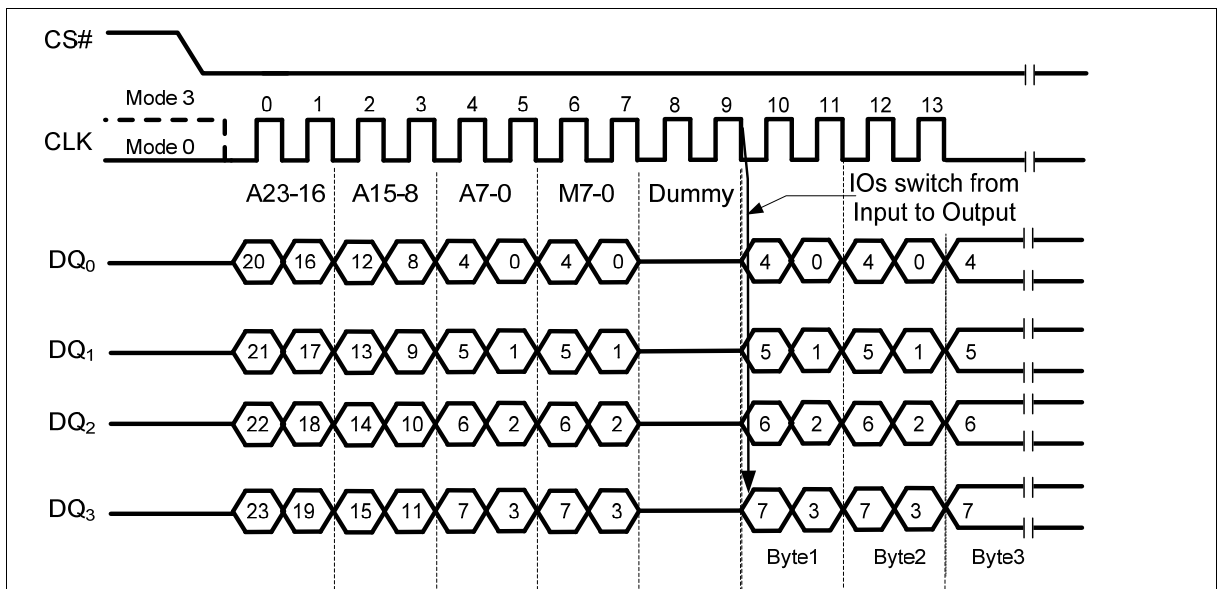 CS#
Mode 3
0 1 2 3 4 5 6 7 8 9 10 11 12 13
CLK
Mode 0
A23-16 A15-8 A7-0 M7-0 Dummy
IOs switch from
Input to Output
DQ0 20 16 12 8 4 0 4 0 4 0 4 0 4
DQ1 21 17 13 9 5 1 5 1 5 1 5 1 5
DQ2 22 18 14 10 6 2 6 2 6 2 6 2 6
DQ3 23 19 15 11 7 3 7 3 7 3 7 3 7
Byte1 Byte2 Byte3